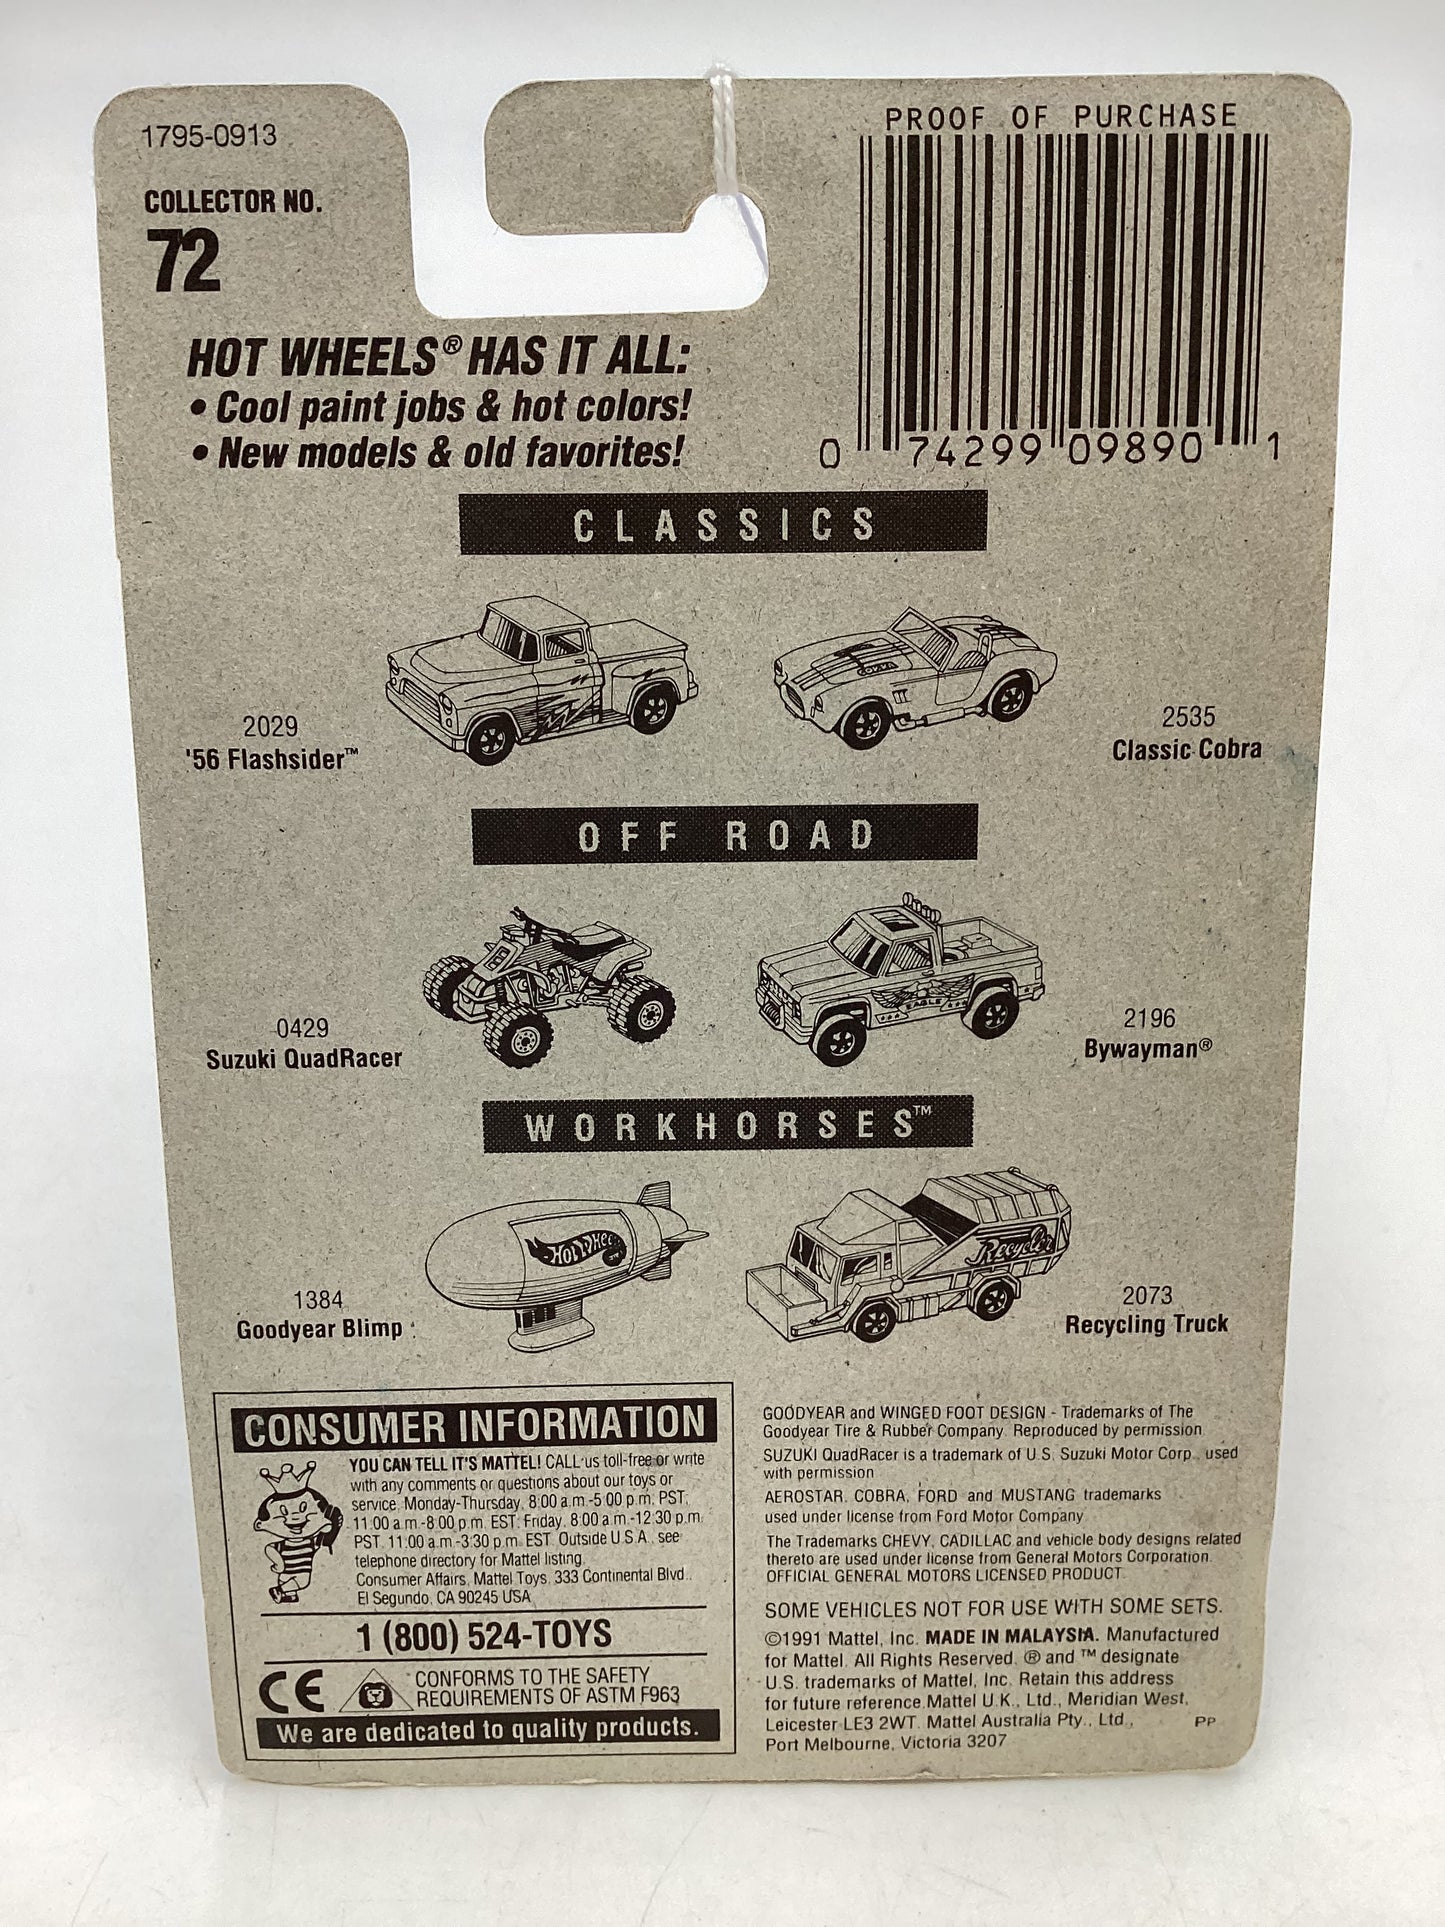 1795-0913
COLLECTOR NO.
72
PROOF OF PURCHASE
0 74299 09890 1
HOT WHEELS® HAS IT ALL:
• Cool paint jobs & hot colors!
• New models & old favorites!
CLASSICS
2029
'56 Flashsider™
2535
Classic Cobra
OFF ROAD
0429
Suzuki QuadRacer
EAGLE
2196
Bywayman®
WORKHORSES™
1384
Goodyear Blimp
Hot Wheels
Recycler
2073
Recycling Truck
CONSUMER INFORMATION
YOU CAN TELL IT'S MATTEL! CALL us toll-free or write
with any comments or questions about our toys or
service. Monday-Thursday, 8:00 a.m.-5:00 p.m. PST,
11:00 a.m.-8:00 p.m. EST; Friday, 8:00 a.m.-12:30 p.m.
PST, 11:00 a.m.-3:30 p.m. EST. Outside U.S.A., see
telephone directory for Mattel listing.
Consumer Affairs, Mattel Toys, 333 Continental Blvd.,
El Segundo, CA 90245 USA
1 (800) 524-TOYS
CE
CONFORMS TO THE SAFETY
REQUIREMENTS OF ASTM F963
We are dedicated to quality products.
GOODYEAR and WINGED FOOT DESIGN - Trademarks of The
Goodyear Tire & Rubber Company. Reproduced by permission.
SUZUKI QuadRacer is a trademark of U.S. Suzuki Motor Corp., used
with permission
AEROSTAR, COBRA, FORD and MUSTANG trademarks
used under license from Ford Motor Company.
The Trademarks CHEVY, CADILLAC and vehicle body designs related
thereto are used under license from General Motors Corporation.
OFFICIAL GENERAL MOTORS LICENSED PRODUCT.
SOME VEHICLES NOT FOR USE WITH SOME SETS.
©1991 Mattel, Inc. MADE IN MALAYSIA. Manufactured
for Mattel. All Rights Reserved. ® and ™ designate
U.S. trademarks of Mattel, Inc. Retain this address
for future reference. Mattel U.K., Ltd., Meridian West,
Leicester LE3 2WT. Mattel Australia Pty., Ltd.,
Port Melbourne, Victoria 3207
PP